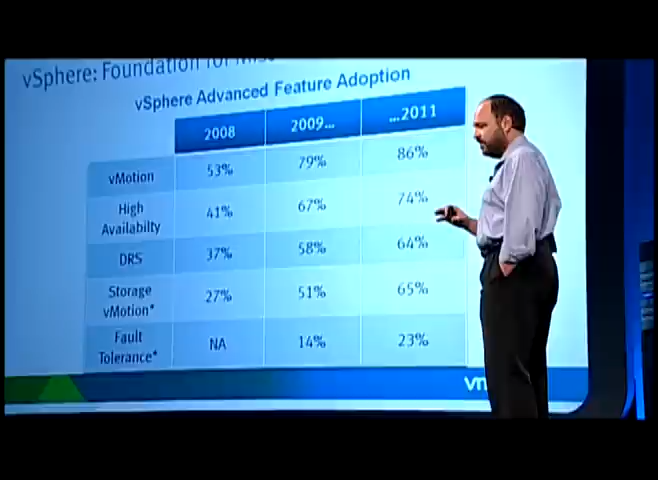 vSphere: Foundation for
vSphere Advanced Feature Adoption
2008 2009... ...2011
vMotion 53% 79% 86%
High
Availabilty 41% 67% 74%
DRS 37% 58% 64%
Storage
vMotion* 27% 51% 65%
Fault
Tolerance* NA 14% 23%
vm